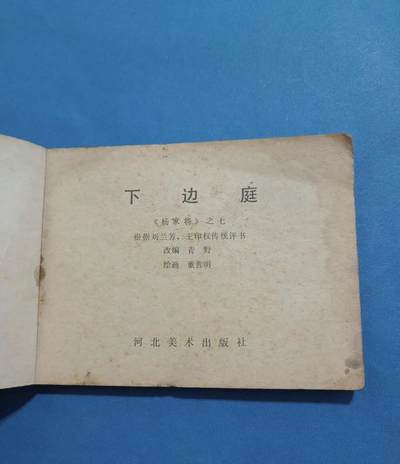 下边庭
《杨家将》之七
根据刘兰芳、王印权传统评书
改编 青野
绘画 董善明
河北美术出版社